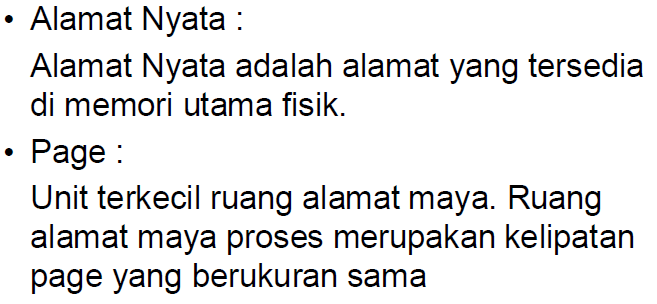 • Alamat Nyata :
Alamat Nyata adalah alamat yang tersedia
di memori utama fisik.
• Page :
Unit terkecil ruang alamat maya. Ruang
alamat maya proses merupakan kelipatan
page yang berukuran sama